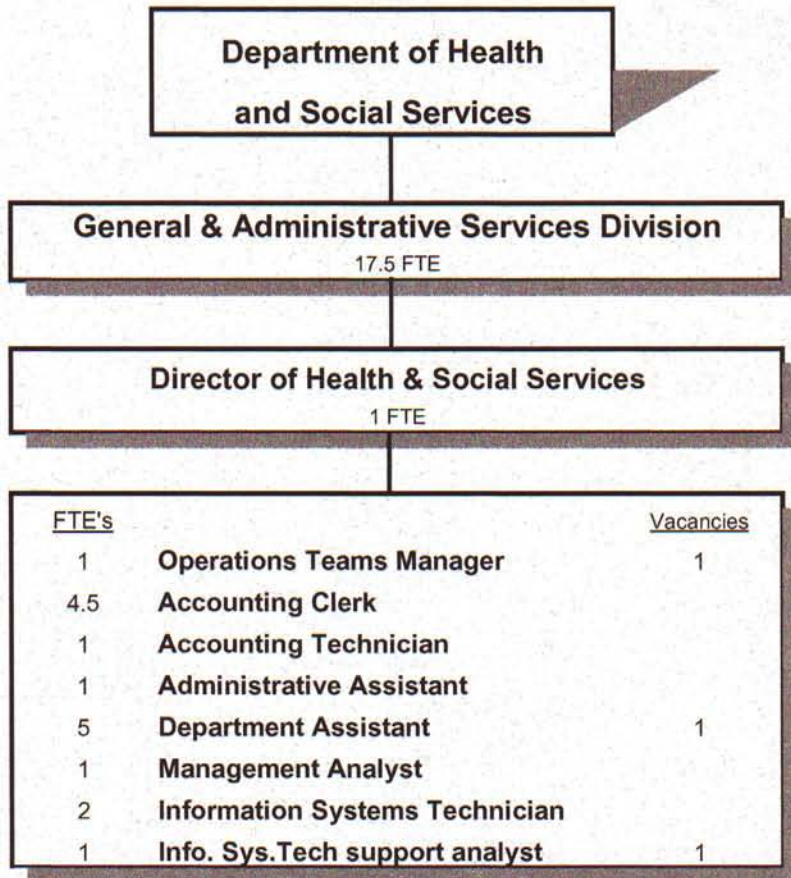 Department of Health
and Social Services
General & Administrative Services Division
17.5 FTE
Director of Health & Social Services
1 FTE
FTE's Vacancies
1 Operations Teams Manager 1
4.5 Accounting Clerk
1 Accounting Technician
1 Administrative Assistant
5 Department Assistant 1
1 Management Analyst
2 Information Systems Technician
1 Info. Sys.Tech support analyst 1